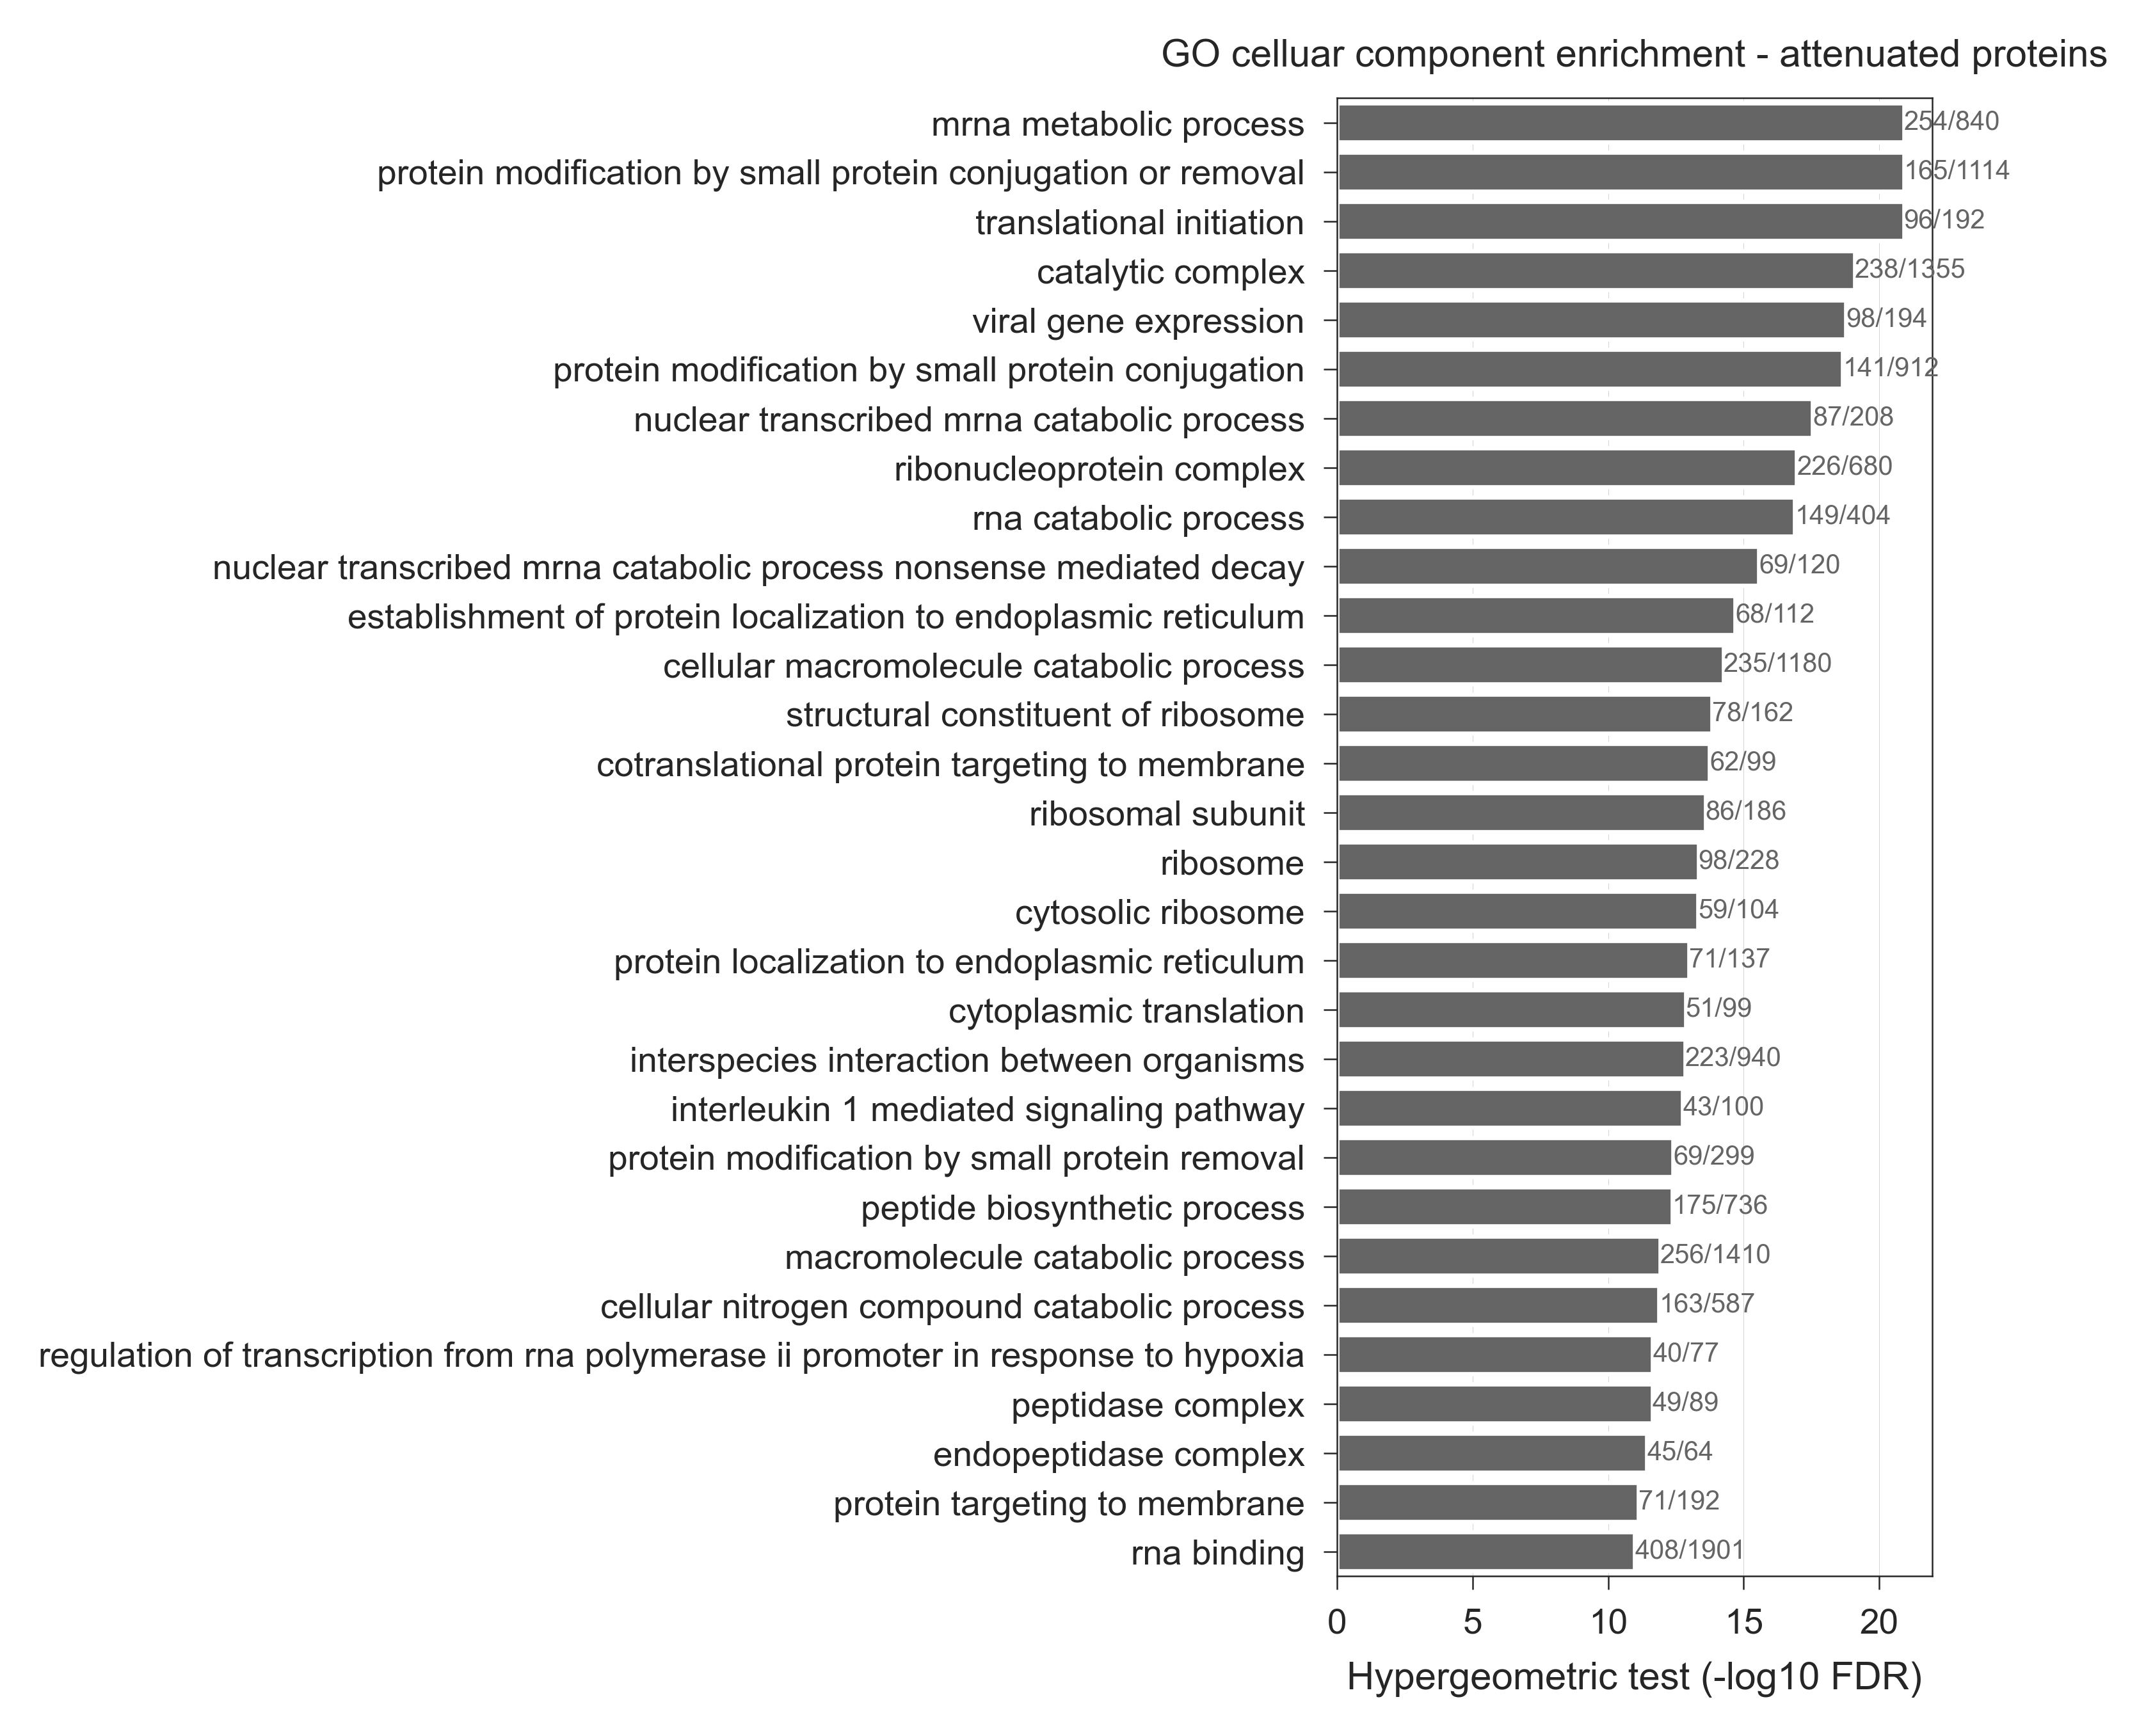 GO celluar component enrichment - attenuated proteins
mrna metabolic process 254/840
protein modification by small protein conjugation or removal 165/1114
translational initiation 96/192
catalytic complex 238/1355
viral gene expression 98/194
protein modification by small protein conjugation 141/912
nuclear transcribed mrna catabolic process 87/208
ribonucleoprotein complex 226/680
rna catabolic process 149/404
nuclear transcribed mrna catabolic process nonsense mediated decay 69/120
establishment of protein localization to endoplasmic reticulum 68/112
cellular macromolecule catabolic process 235/1180
structural constituent of ribosome 78/162
cotranslational protein targeting to membrane 62/99
ribosomal subunit 86/186
ribosome 98/228
cytosolic ribosome 59/104
protein localization to endoplasmic reticulum 71/137
cytoplasmic translation 51/99
interspecies interaction between organisms 223/940
interleukin 1 mediated signaling pathway 43/100
protein modification by small protein removal 69/299
peptide biosynthetic process 175/736
macromolecule catabolic process 256/1410
cellular nitrogen compound catabolic process 163/587
regulation of transcription from rna polymerase ii promoter in response to hypoxia 40/77
peptidase complex 49/89
endopeptidase complex 45/64
protein targeting to membrane 71/192
rna binding 408/1901
0 5 10 15 20
Hypergeometric test (-log10 FDR)